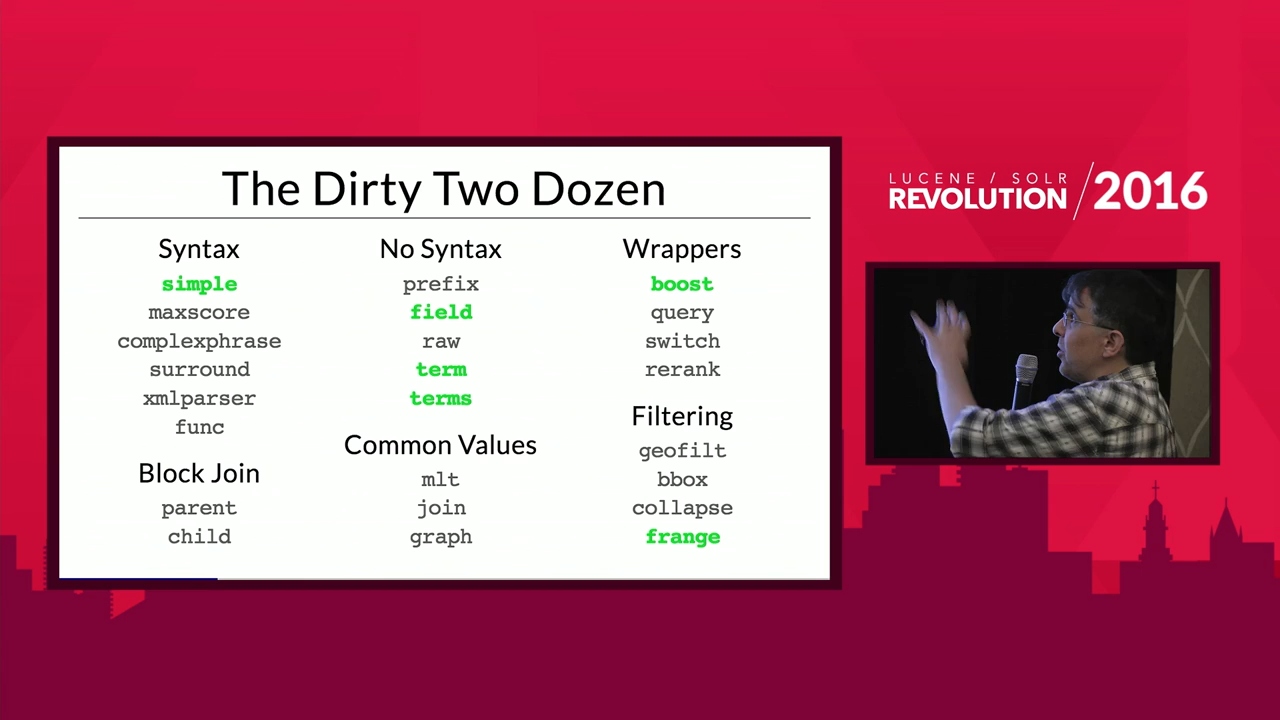 The Dirty Two Dozen
Syntax
simple
maxscore
complexphrase
surround
xmlparser
func
Block Join
parent
child
No Syntax
prefix
field
raw
term
terms
Common Values
mlt
join
graph
Wrappers
boost
query
switch
rerank
Filtering
geofilt
bbox
collapse
frange
LUCENE / SOLR
REVOLUTION /2016